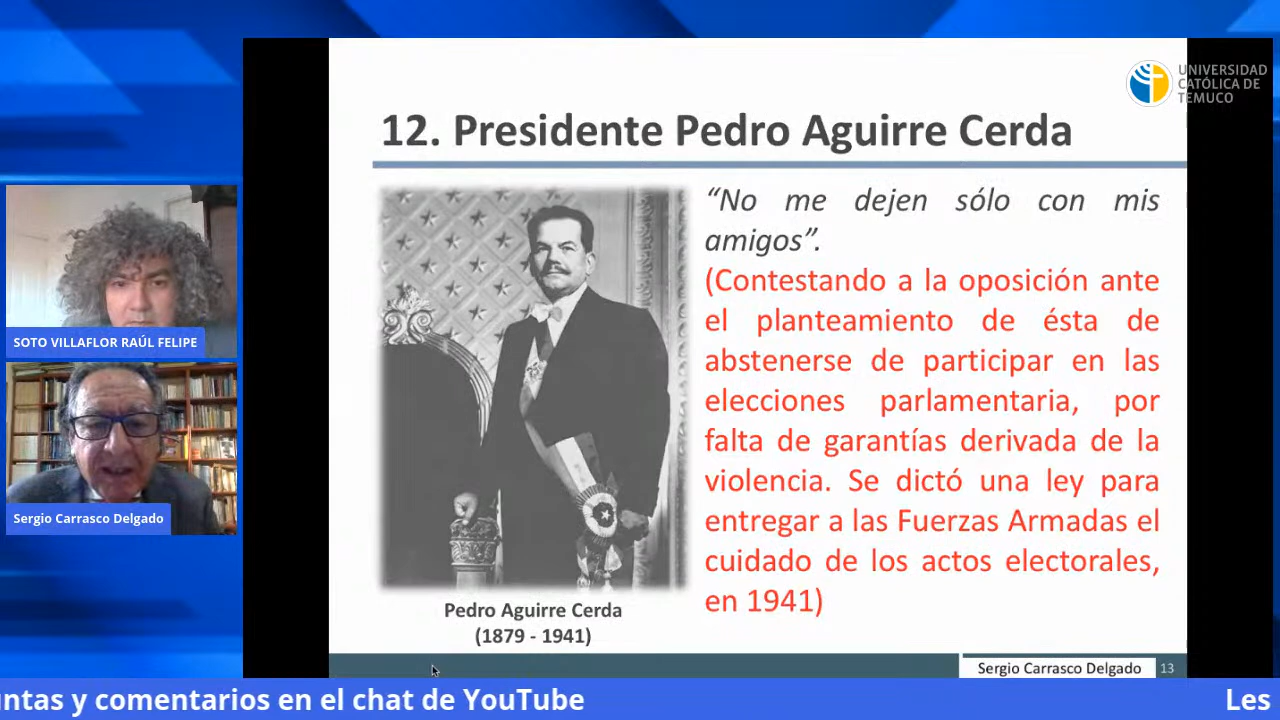 UNIVERSIDAD
CATÓLICA DE
TEMUCO
12. Presidente Pedro Aguirre Cerda
“No me dejen sólo con mis
amigos”.
(Contestando a la oposición ante
el planteamiento de ésta de
abstenerse de participar en las
elecciones parlamentaria, por
falta de garantías derivada de la
violencia. Se dictó una ley para
entregar a las Fuerzas Armadas el
cuidado de los actos electorales,
en 1941)
Pedro Aguirre Cerda
(1879 - 1941)
Sergio Carrasco Delgado
13
SOTO VILLAFLOR RAÚL FELIPE
Sergio Carrasco Delgado
ntas y comentarios en el chat de YouTube
Les